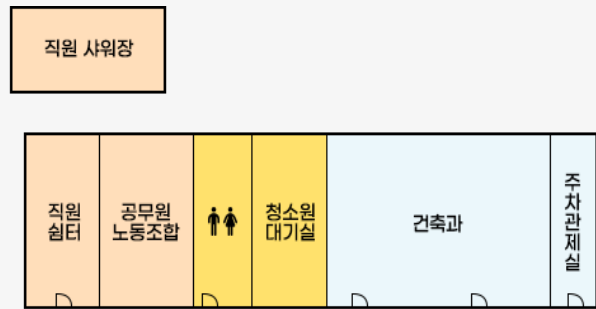 직원 샤워장
직원
쉼터
공무원
노동조합
청소원
대기실
건축과
주차관제실